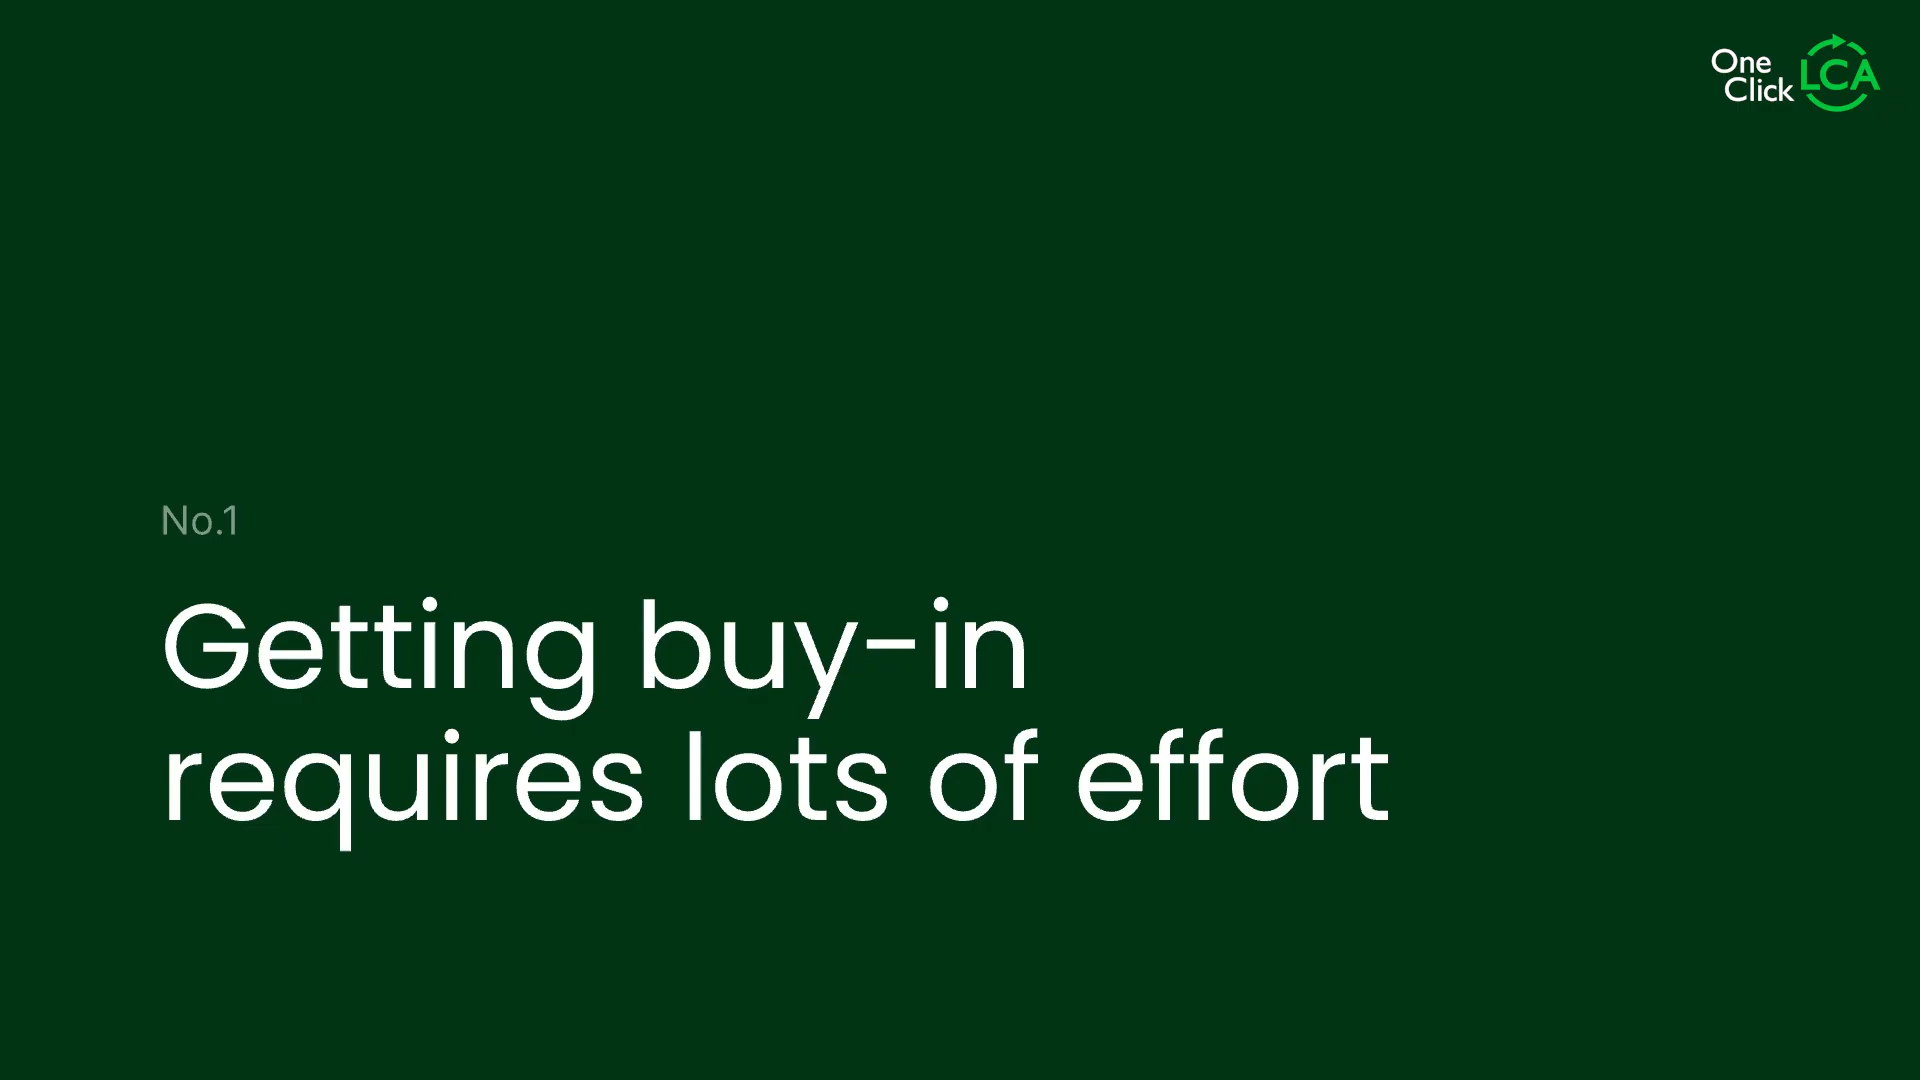 One
Click
LCA
No.1
Getting buy-in
requires lots of effort